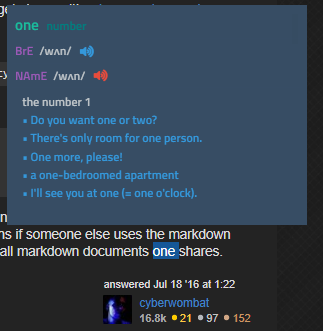 one number
BrE /wʌn/
NAmE /wʌn/
the number 1
• Do you want one or two?
• There's only room for one person.
• One more, please!
• a one-bedroomed apartment
• I'll see you at one (= one o'clock).
ns if someone else uses the markdown
all markdown documents one shares.
answered Jul 18 '16 at 1:22
cyberwombat
16.8k ● 21 ● 97 ● 152